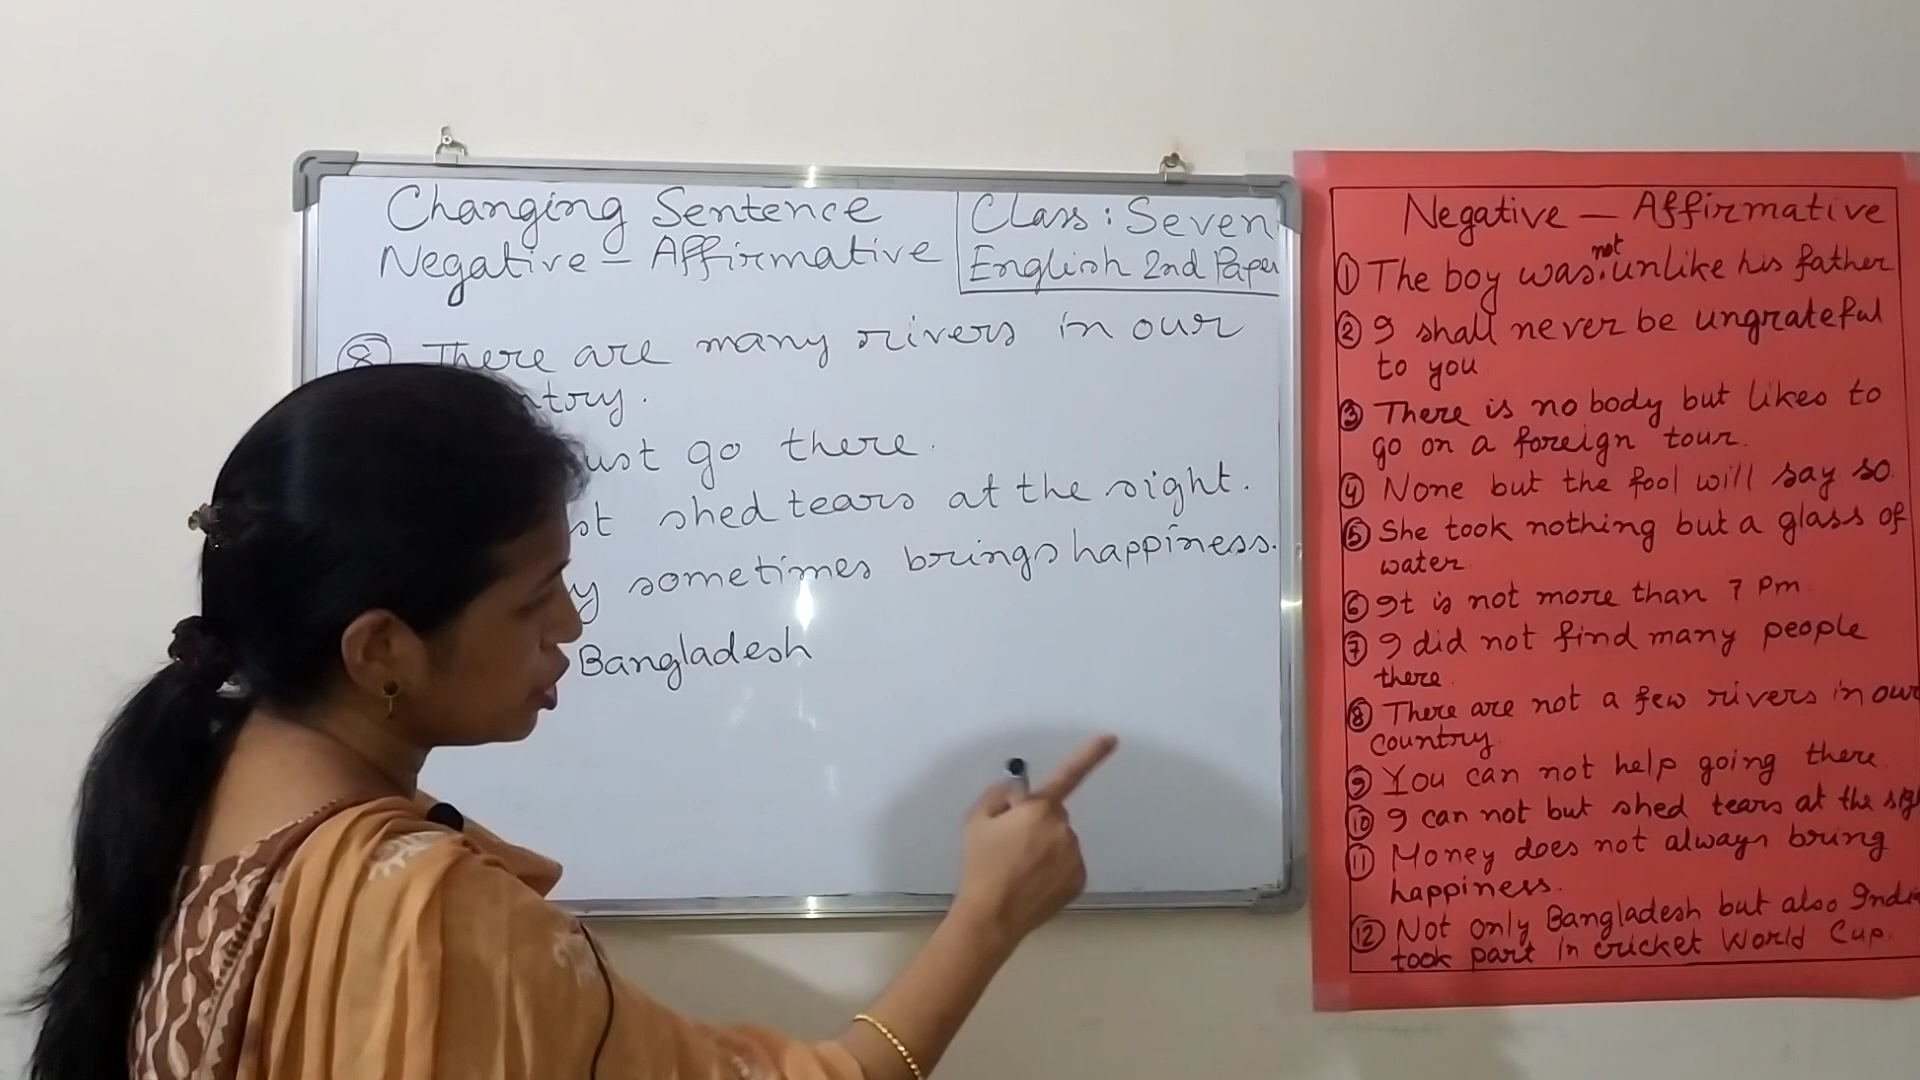 Changing Sentence
Negative – Affirmative
Class: Seven
English 2nd Paper
8 There are many rivers in our
try.
ust go there.
st shed tears at the sight.
y sometimes brings happiness.
Bangladesh
Negative – Affirmative
1 The boy was not unlike his father
2 I shall never be ungrateful
to you
3 There is nobody but likes to
go on a foreign tour.
4 None but the fool will say so.
5 She took nothing but a glass of
water.
6 It is not more than 7 Pm
7 I did not find many people
there
8 There are not a few rivers in our
country.
9 You can not help going there.
10 I can not but shed tears at the sig
11 Money does not always bring
happiness.
12 Not only Bangladesh but also Indi
took part in cricket World Cup.